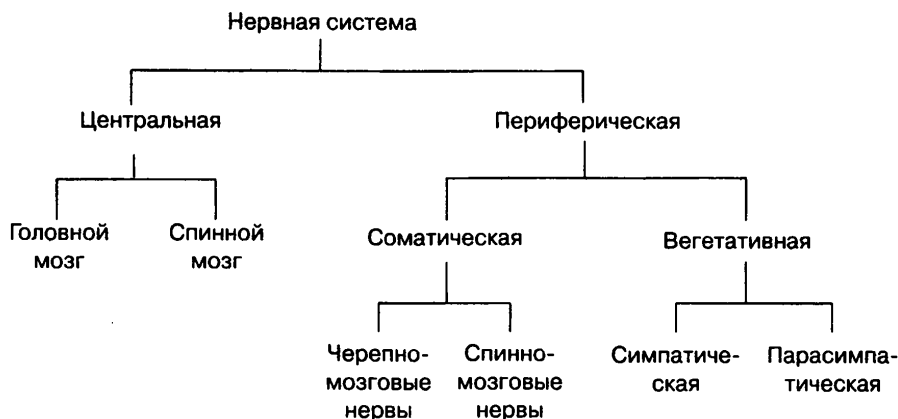 Нервная система
Центральная
Периферическая
Головной
мозг
Спинной
мозг
Соматическая
Вегетативная
Черепно-
мозговые
нервы
Спинно-
мозговые
нервы
Симпатиче-
ская
Парасимпа-
тическая